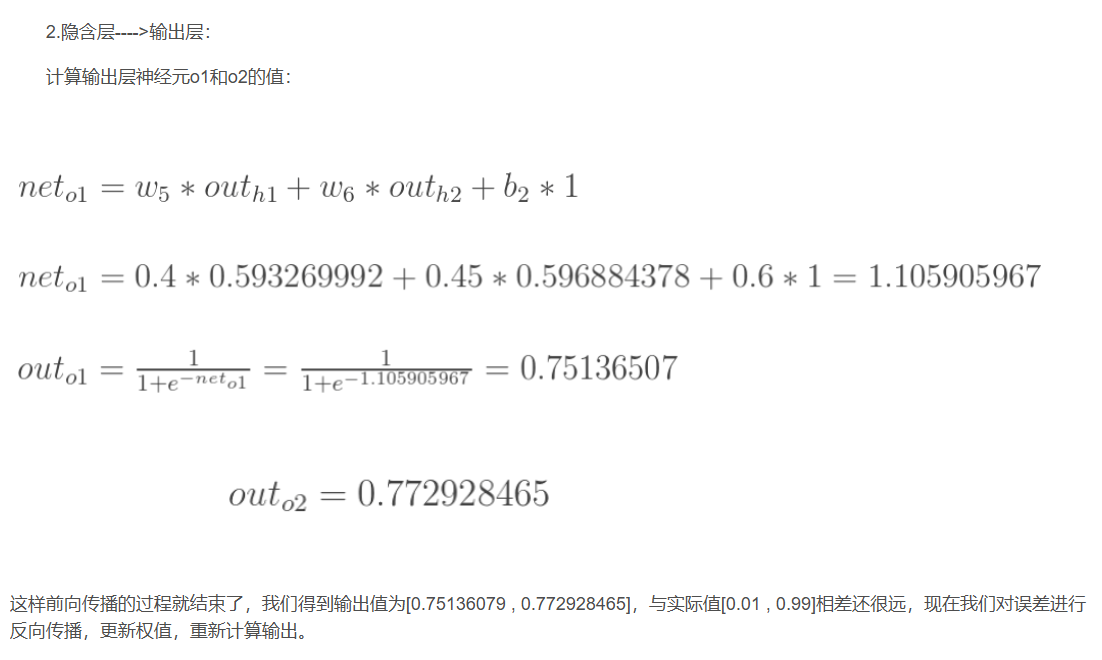 2.隐含层---->输出层：
计算输出层神经元o1和o2的值：
net_{o1} = w_5 * out_{h1} + w_6 * out_{h2} + b_2 * 1
net_{o1} = 0.4 * 0.593269992 + 0.45 * 0.596884378 + 0.6 * 1 = 1.105905967
out_{o1} = \frac{1}{1+e^{-net_{o1}}} = \frac{1}{1+e^{-1.105905967}} = 0.75136507
out_{o2} = 0.772928465
这样前向传播的过程就结束了，我们得到输出值为[0.75136079 , 0.772928465]，与实际值[0.01 , 0.99]相差还很远，现在我们对误差进行
反向传播，更新权值，重新计算输出。